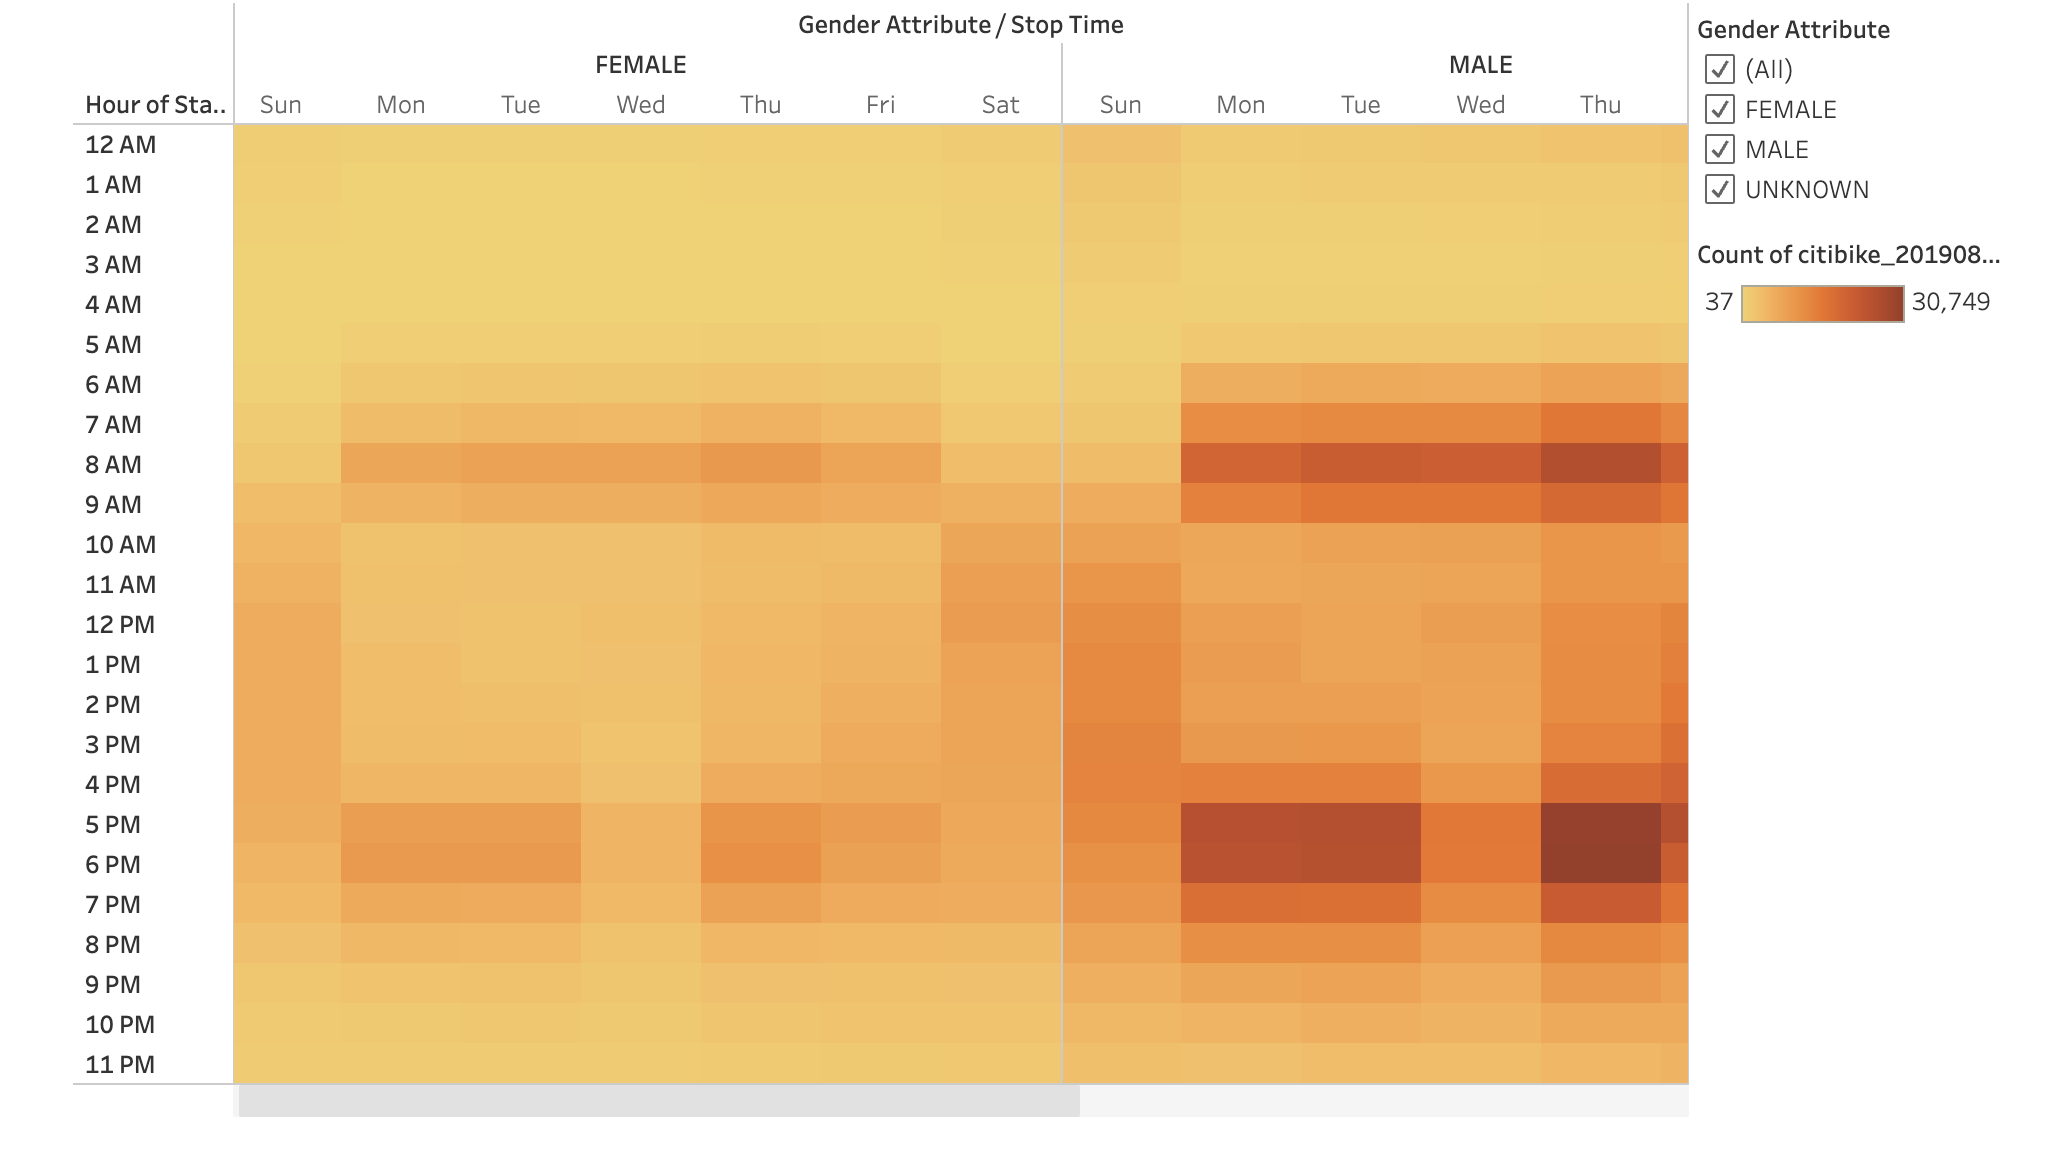 Gender Attribute / Stop Time
FEMALE MALE
Hour of Sta.. Sun Mon Tue Wed Thu Fri Sat Sun Mon Tue Wed Thu
12 AM
1 AM
2 AM
3 AM
4 AM
5 AM
6 AM
7 AM
8 AM
9 AM
10 AM
11 AM
12 PM
1 PM
2 PM
3 PM
4 PM
5 PM
6 PM
7 PM
8 PM
9 PM
10 PM
11 PM
Gender Attribute
(All)
FEMALE
MALE
UNKNOWN
Count of citibike_201908...
37 30,749